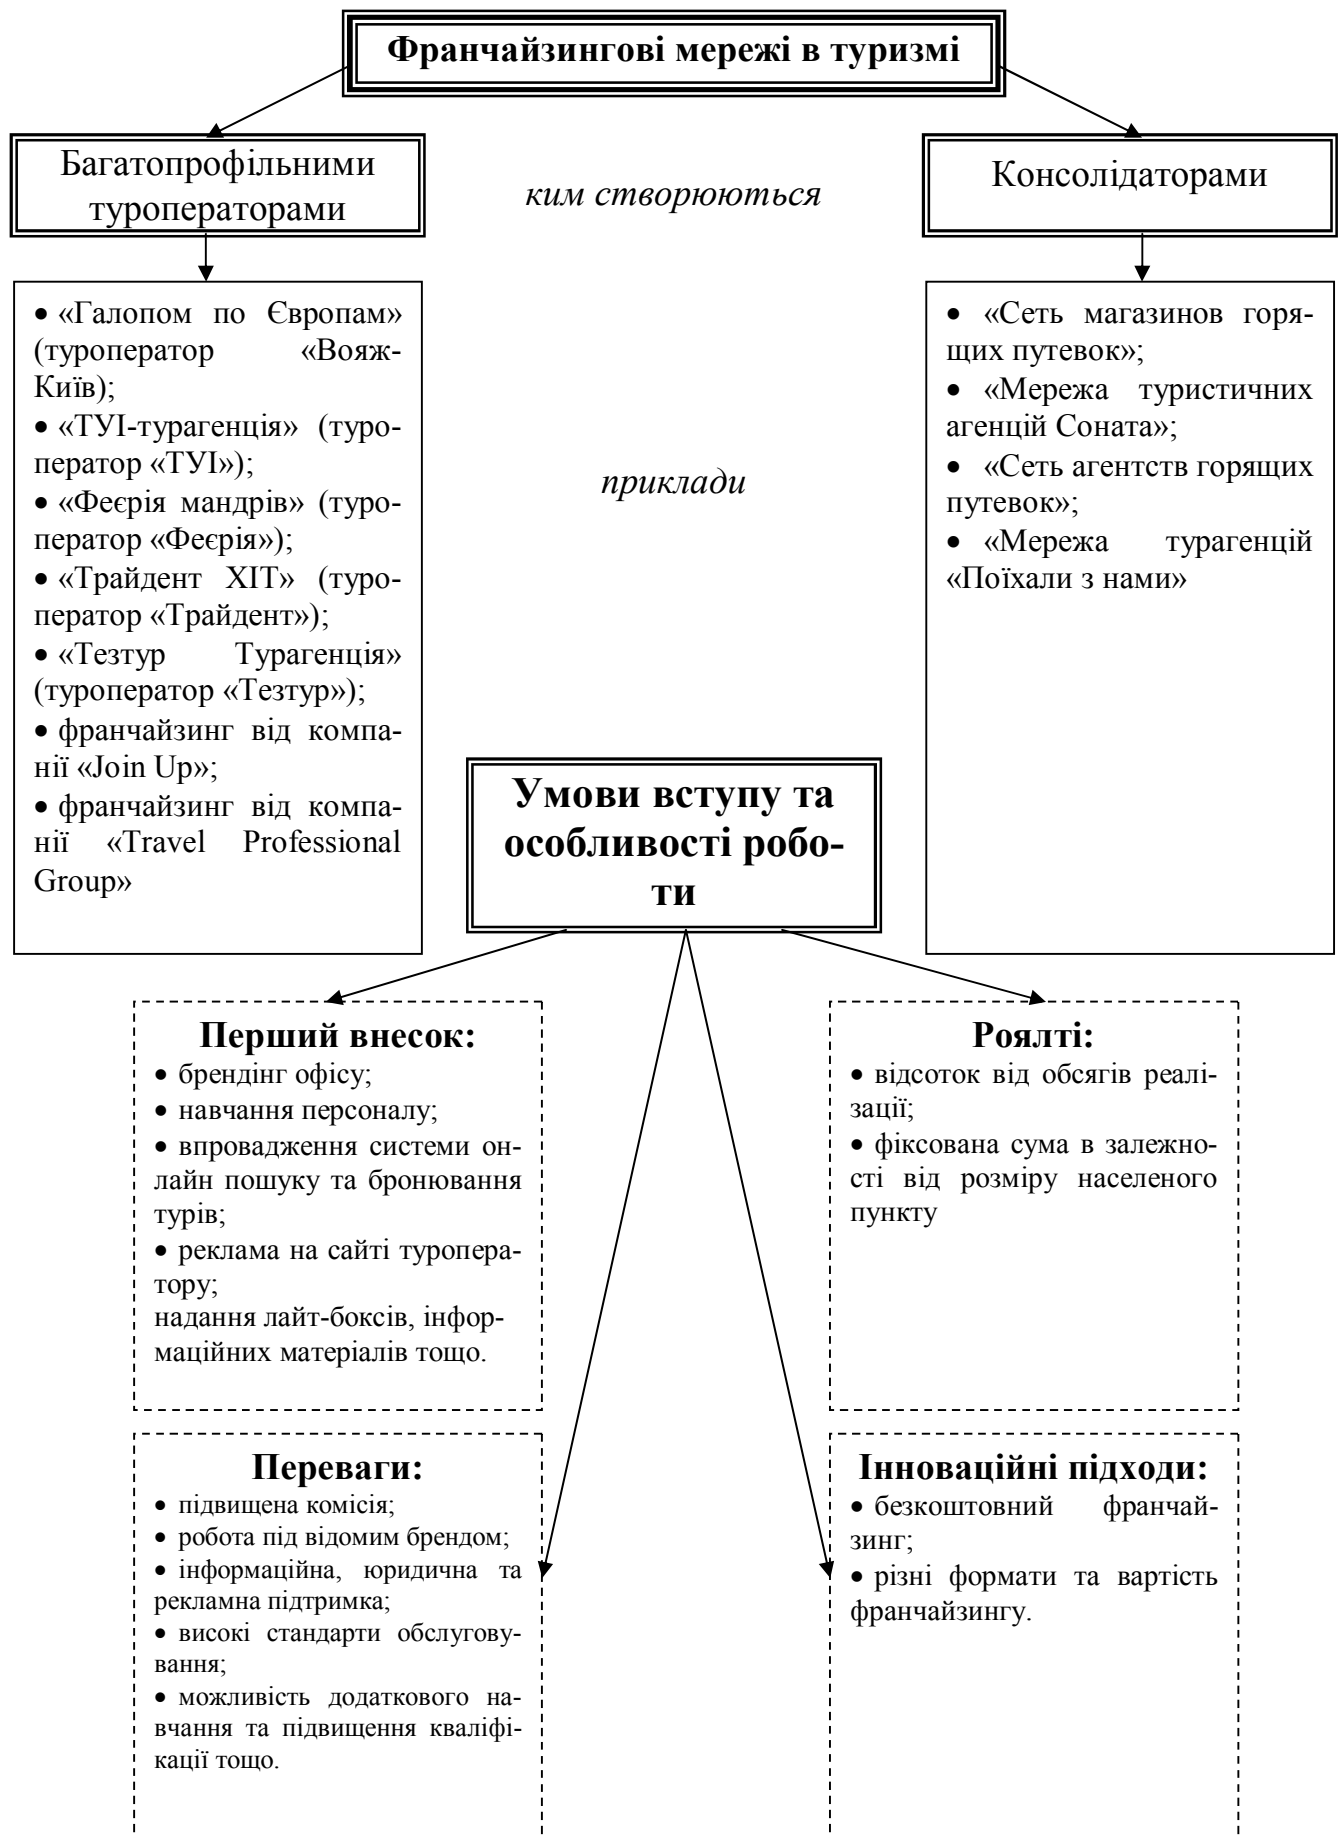 Франчайзингові мережі в туризмі
Багатопрофільними
туроператорами
ким створюються
Консолідаторами
• «Галопом по Європам»
(туроператор «Вояж-
Київ);
• «ТУІ-турагенція» (туро-
ператор «ТУІ»);
• «Феєрія мандрів» (туро-
ператор «Феєрія»);
• «Трайдент ХІТ» (туро-
ператор «Трайдент»);
• «Тезтур Турагенція»
(туроператор «Тезтур»);
• франчайзинг від компа-
нії «Join Up»;
• франчайзинг від компа-
нії «Travel Professional
Group»
приклади
• «Сеть магазинов горя-
щих путевок»;
• «Мережа туристичних
агенцій Соната»;
• «Сеть агентств горящих
путевок»;
• «Мережа турагенцій
«Поїхали з нами»
Умови вступу та
особливості робо-
ти
Перший внесок:
• брендінг офісу;
• навчання персоналу;
• впровадження системи он-
лайн пошуку та бронювання
турів;
• реклама на сайті туропера-
тору;
надання лайт-боксів, інфор-
маційних матеріалів тощо.
Роялті:
• відсоток від обсягів реалі-
зації;
• фіксована сума в залежно-
сті від розміру населеного
пункту
Переваги:
• підвищена комісія;
• робота під відомим брендом;
• інформаційна, юридична та
рекламна підтримка;
• високі стандарти обслугову-
вання;
• можливість додаткового на-
вчання та підвищення кваліфі-
кації тощо.
Інноваційні підходи:
• безкоштовний франчай-
зинг;
• різні формати та вартість
франчайзингу.